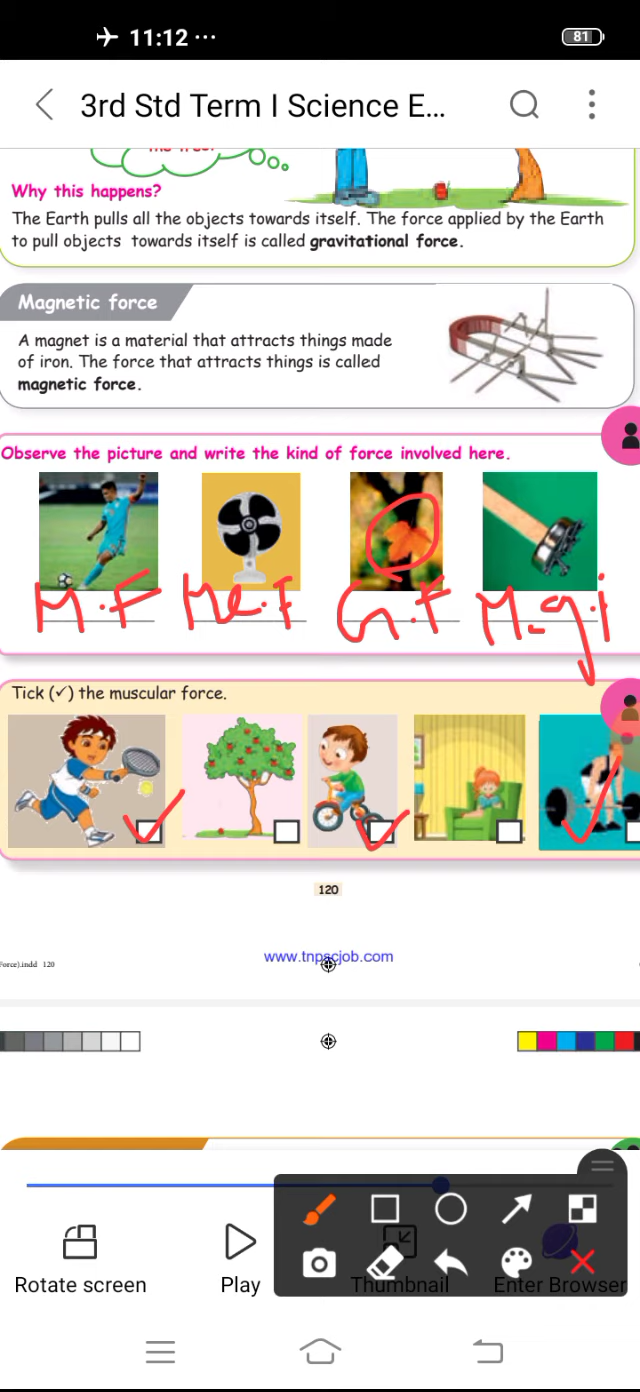 11:12 ...
81
3rd Std Term I Science E...
Why this happens?
The Earth pulls all the objects towards itself. The force applied by the Earth
to pull objects towards itself is called gravitational force.
Magnetic force
A magnet is a material that attracts things made
of iron. The force that attracts things is called
magnetic force.
Observe the picture and write the kind of force involved here.
M.F Me.F G.F M-g.f
Tick (✓) the muscular force.
120
Force).indd 120
www.tnpscjob.com
Rotate screen Play Thumbnail Enter Browser